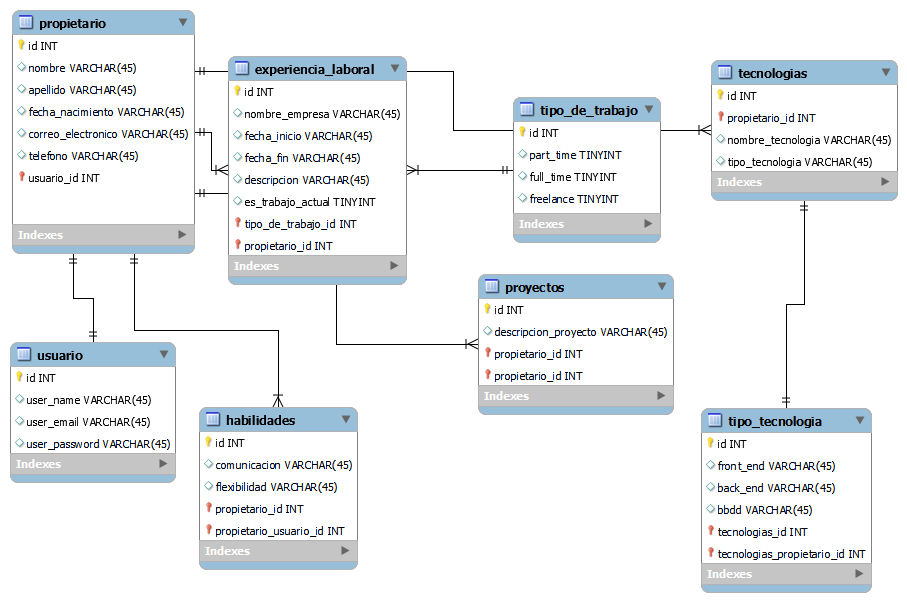 propietario
id INT
nombre VARCHAR(45)
apellido VARCHAR(45)
fecha_nacimiento VARCHAR(45)
correo_electronico VARCHAR(45)
telefono VARCHAR(45)
usuario_id INT
Indexes
experiencia_laboral
id INT
nombre_empresa VARCHAR(45)
fecha_inicio VARCHAR(45)
fecha_fin VARCHAR(45)
descripcion VARCHAR(45)
es_trabajo_actual TINYINT
tipo_de_trabajo_id INT
propietario_id INT
Indexes
tipo_de_trabajo
id INT
part_time TINYINT
full_time TINYINT
freelance TINYINT
Indexes
tecnologias
id INT
propietario_id INT
nombre_tecnologia VARCHAR(45)
tipo_tecnologia VARCHAR(45)
Indexes
proyectos
id INT
descripcion_proyecto VARCHAR(45)
propietario_id INT
propietario_id INT
Indexes
usuario
id INT
user_name VARCHAR(45)
user_email VARCHAR(45)
user_password VARCHAR(45)
Indexes
habilidades
id INT
comunicacion VARCHAR(45)
flexibilidad VARCHAR(45)
propietario_id INT
propietario_usuario_id INT
Indexes
tipo_tecnologia
id INT
front_end VARCHAR(45)
back_end VARCHAR(45)
bbdd VARCHAR(45)
tecnologias_id INT
tecnologias_propietario_id INT
Indexes